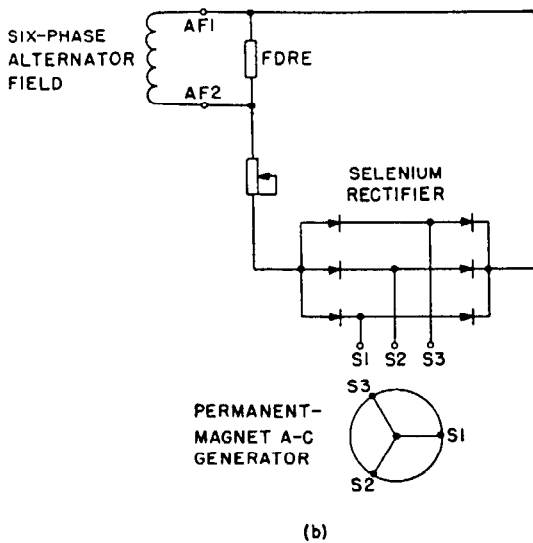 SIX-PHASE
ALTERNATOR
FIELD
AF1
FDRE
AF2
SELENIUM
RECTIFIER
S1 S2 S3
PERMANENT-
MAGNET A-C
GENERATOR
S3
S1
S2
(b)